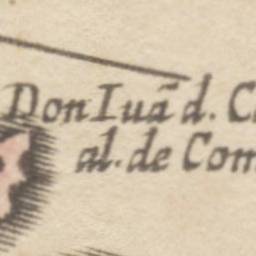 Don Iuã d. C
al. de Com